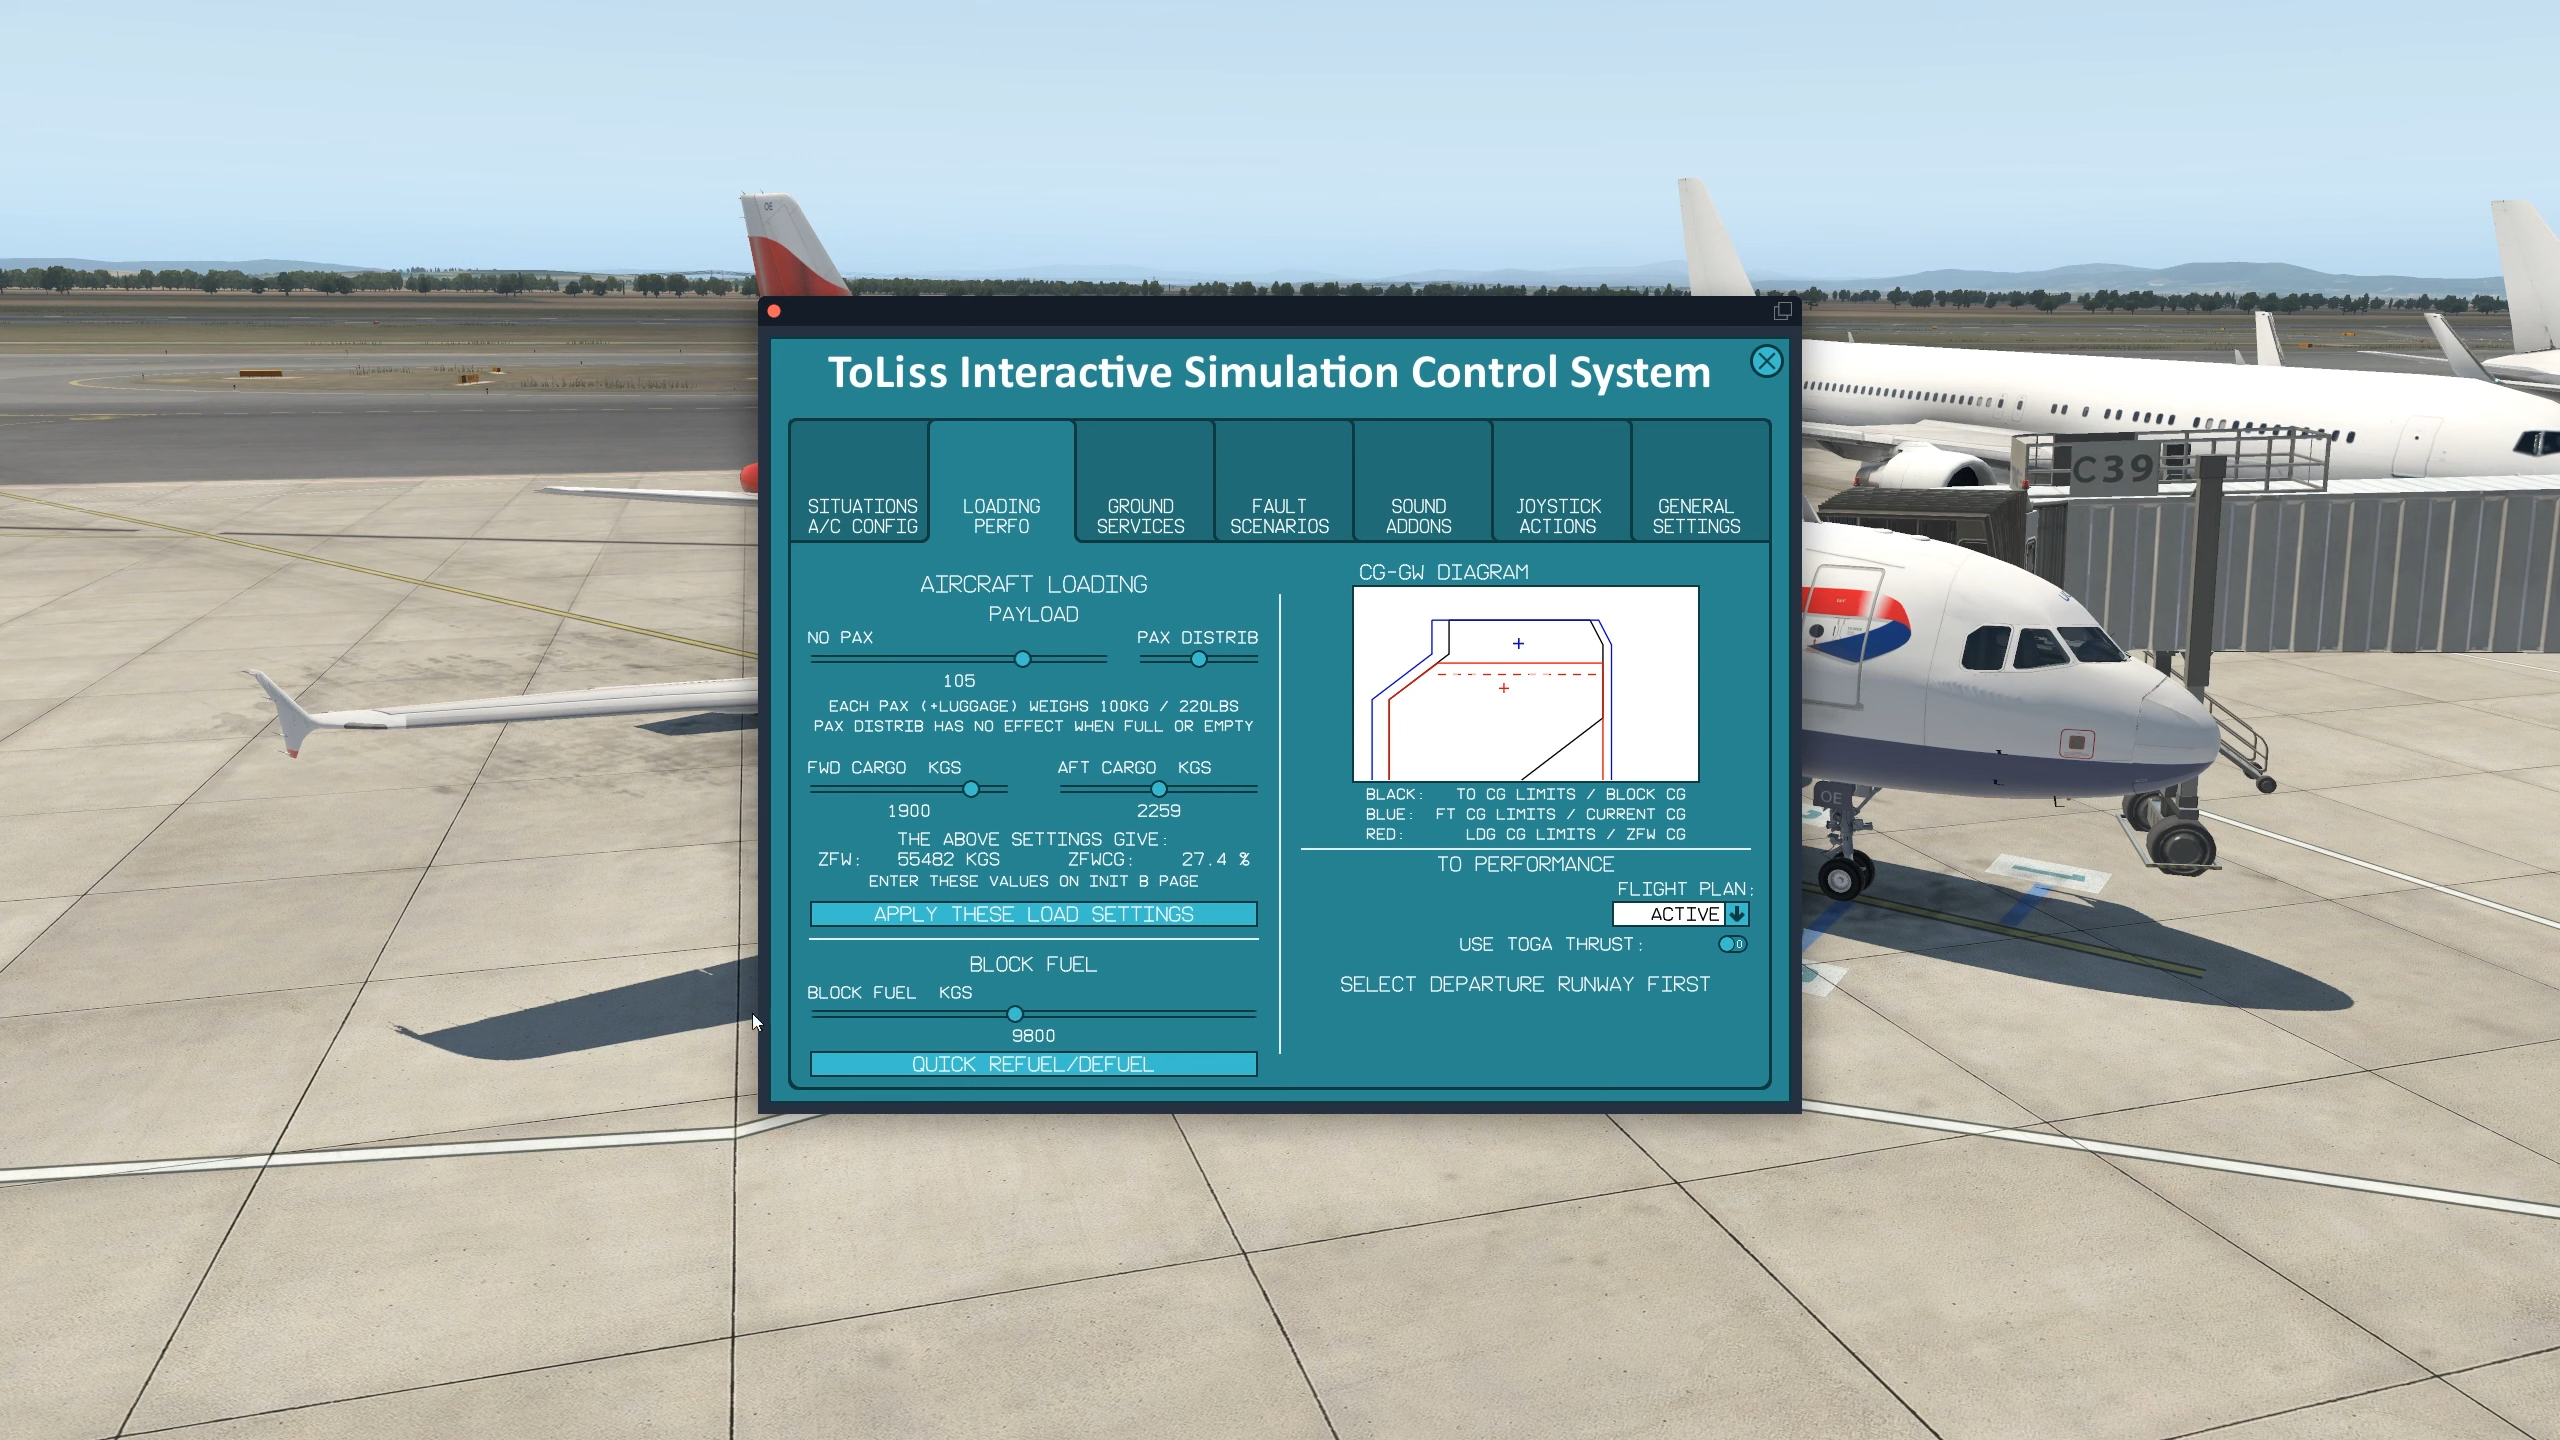 OE
ToLiss Interactive Simulation Control System
SITUATIONS
A/C CONFIG
LOADING
PERFO
GROUND
SERVICES
FAULT
SCENARIOS
SOUND
ADDONS
JOYSTICK
ACTIONS
GENERAL
SETTINGS
C39
AIRCRAFT LOADING
PAYLOAD
NO PAX PAX DISTRIB
105
EACH PAX (+LUGGAGE) WEIGHS 100KG / 220LBS
PAX DISTRIB HAS NO EFFECT WHEN FULL OR EMPTY
FWD CARGO KGS AFT CARGO KGS
1900 2259
THE ABOVE SETTINGS GIVE:
ZFW: 55482 KGS ZFWCG: 27.4 %
ENTER THESE VALUES ON INIT B PAGE
APPLY THESE LOAD SETTINGS
BLOCK FUEL
BLOCK FUEL KGS
9800
QUICK REFUEL/DEFUEL
CG-GW DIAGRAM
BLACK: TO CG LIMITS / BLOCK CG
BLUE: FT CG LIMITS / CURRENT CG
RED: LDG CG LIMITS / ZFW CG
TO PERFORMANCE
FLIGHT PLAN:
ACTIVE
USE TOGA THRUST: 0
SELECT DEPARTURE RUNWAY FIRST
OE